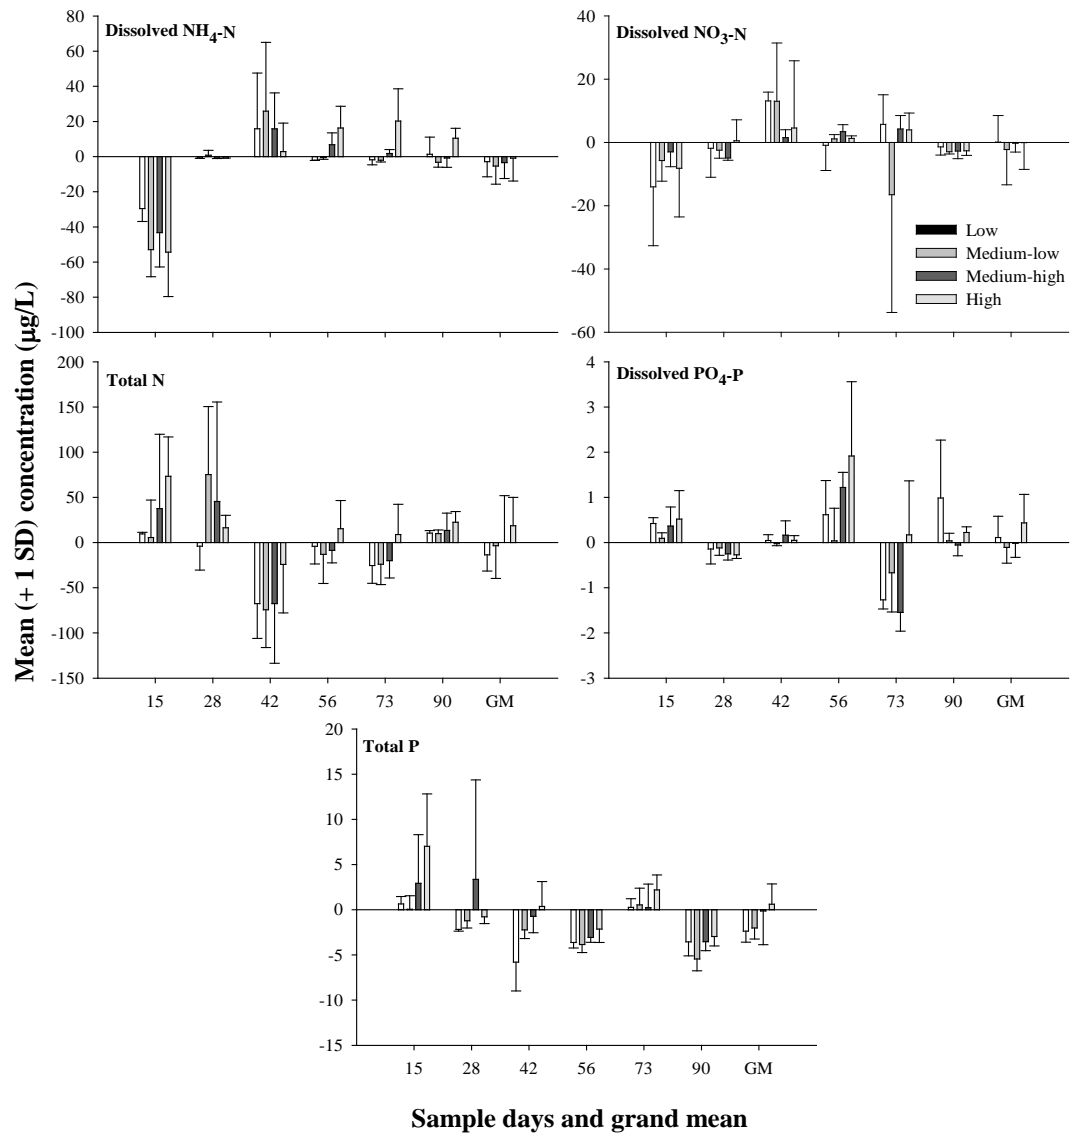 Mean (+ 1 SD) concentration (µg/L)
Dissolved NH4-N
80
60
40
20
0
-20
-40
-60
-80
-100
Dissolved NO3-N
40
20
0
-20
-40
-60
Low
Medium-low
Medium-high
High
Total N
200
150
100
50
0
-50
-100
-150
15 28 42 56 73 90 GM
Dissolved PO4-P
4
3
2
1
0
-1
-2
-3
15 28 42 56 73 90 GM
Total P
20
15
10
5
0
-5
-10
-15
15 28 42 56 73 90 GM
Sample days and grand mean